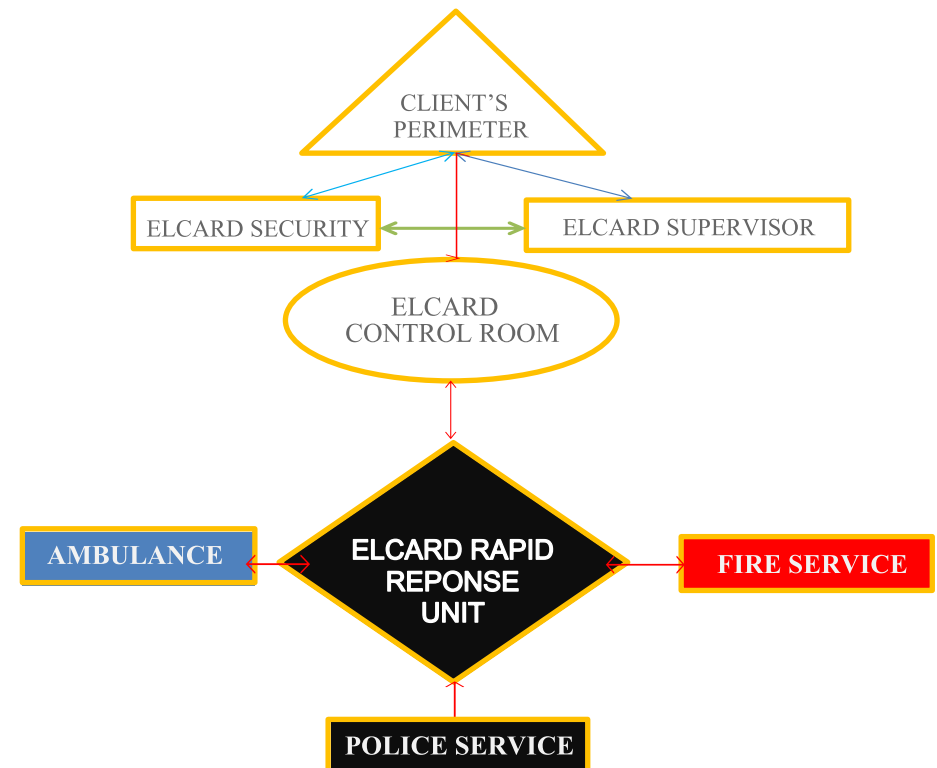 CLIENT’S
PERIMETER
ELCARD SECURITY
ELCARD SUPERVISOR
ELCARD
CONTROL ROOM
AMBULANCE
ELCARD RAPID
REPONSE
UNIT
FIRE SERVICE
POLICE SERVICE